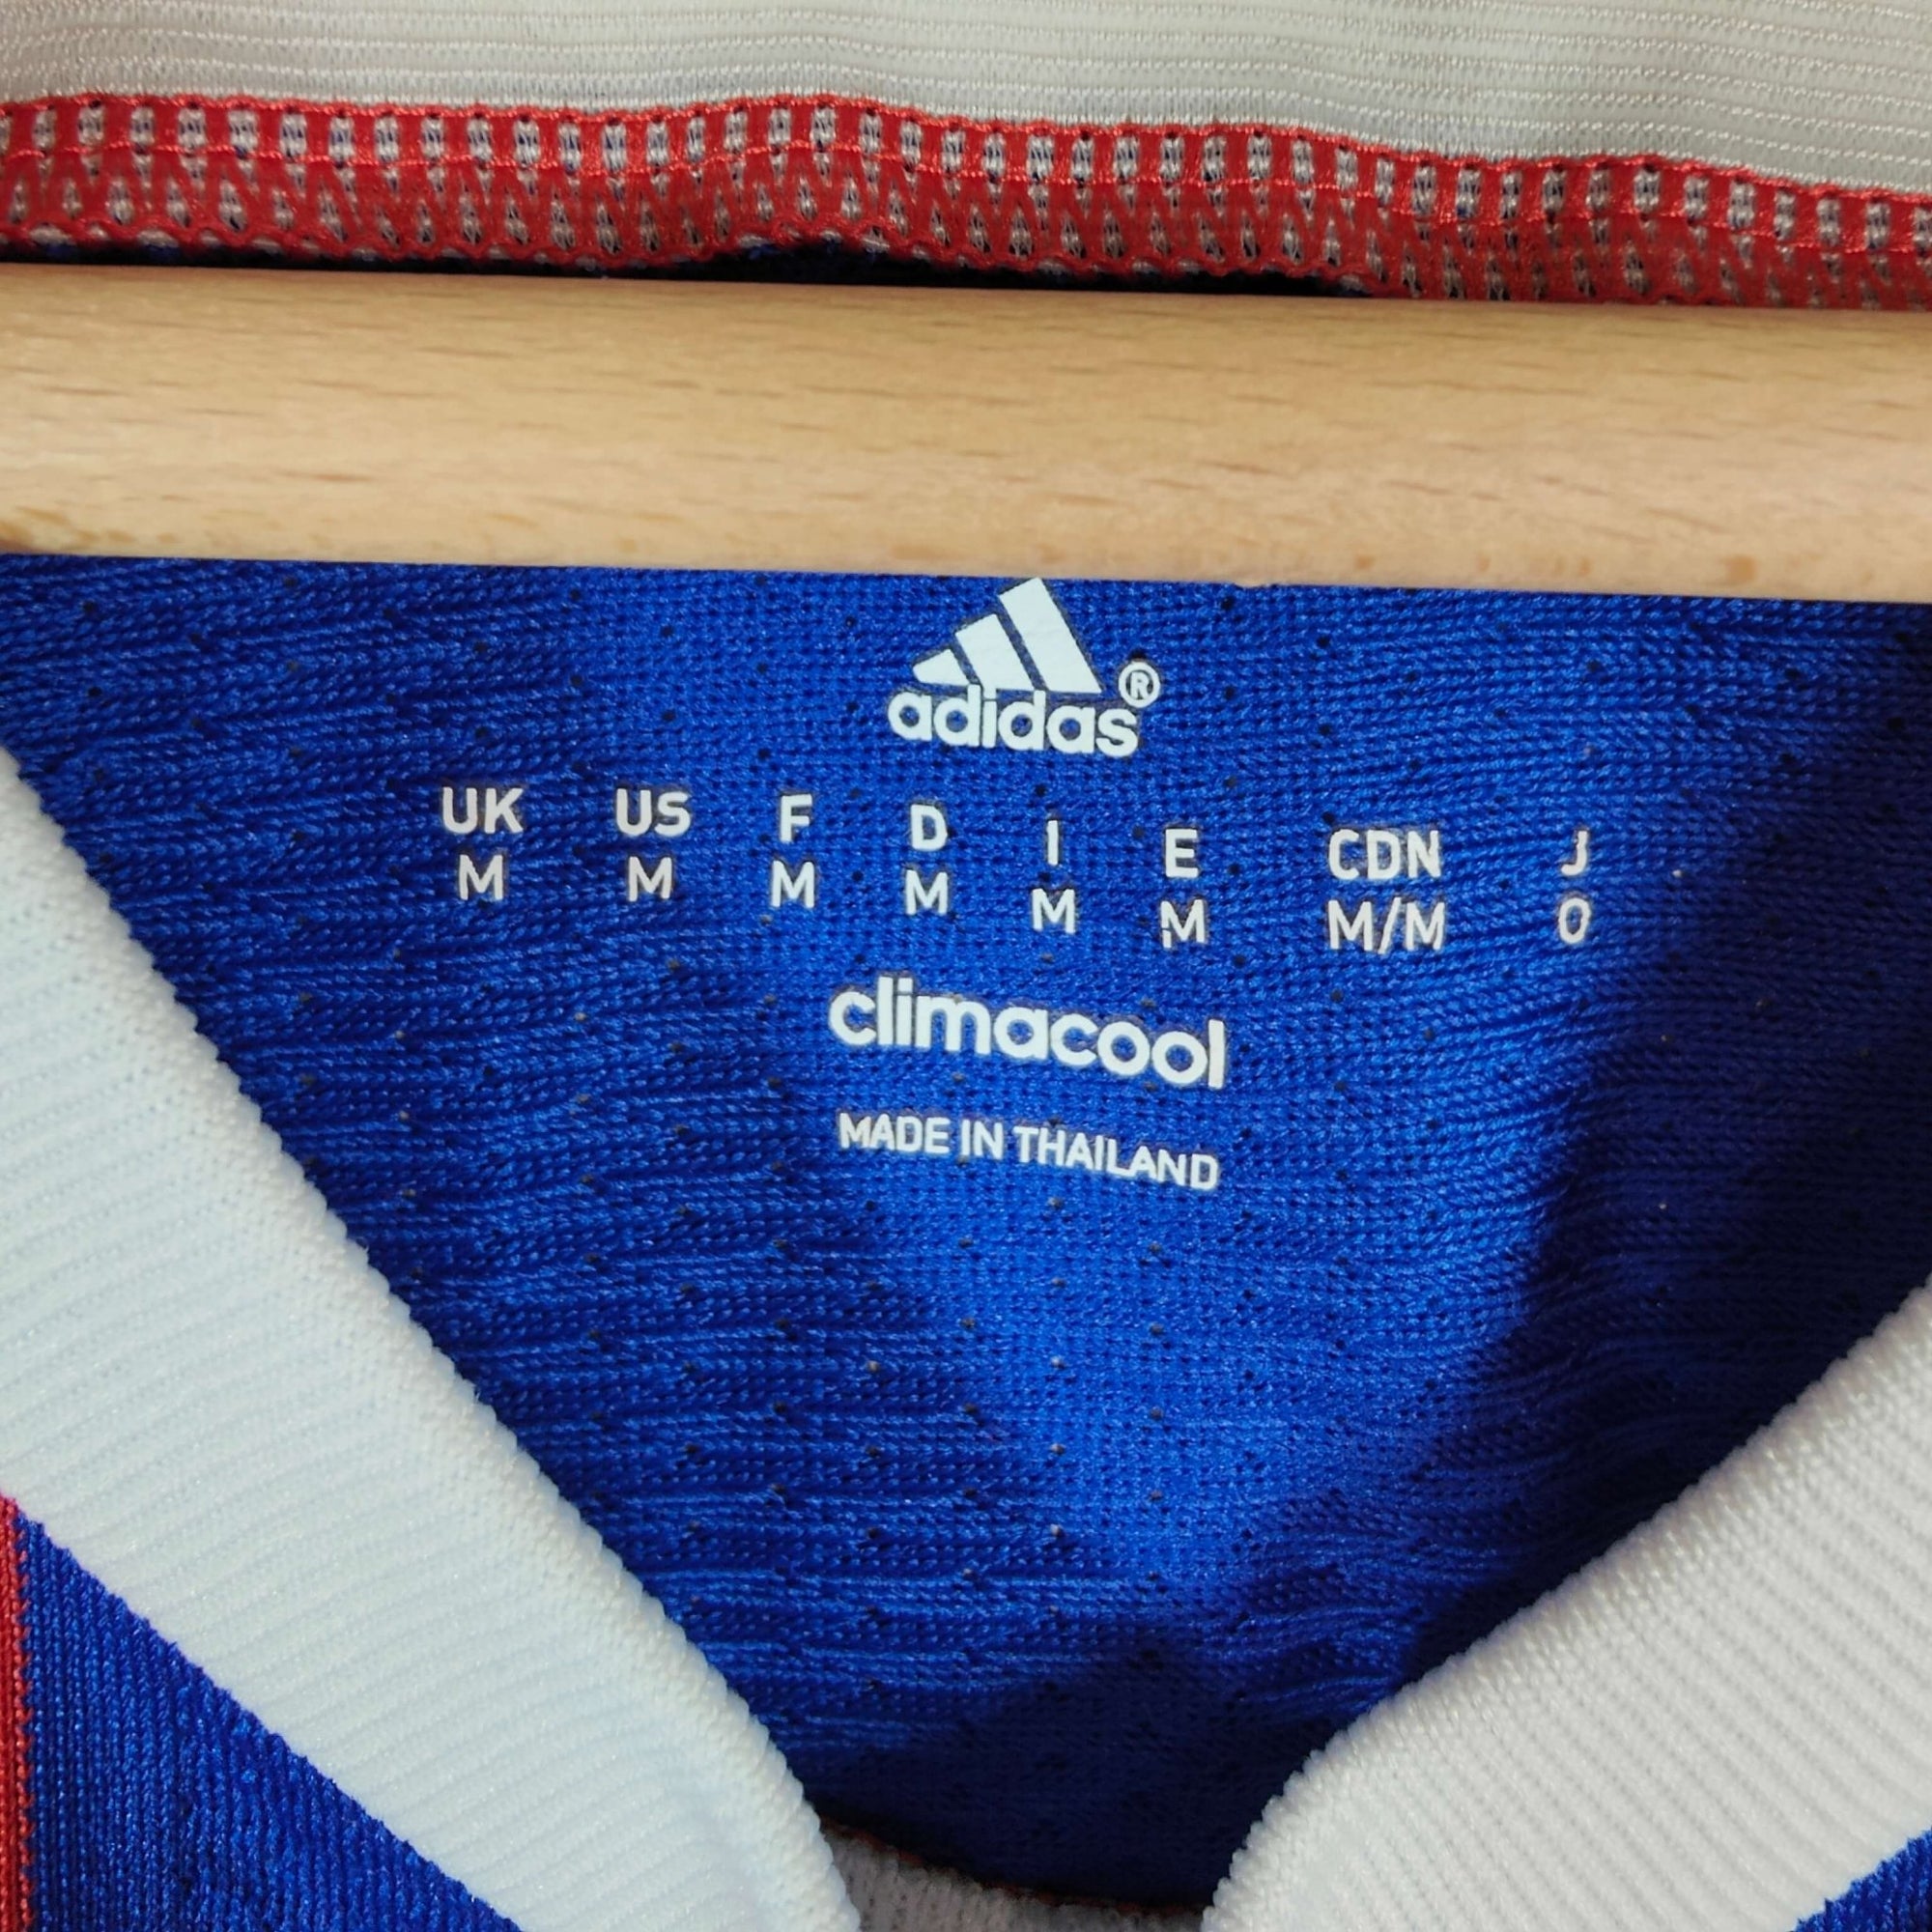 adidas®
UK US F D I E CDN J
M M M M M M M/M O
climacool
MADE IN THAILAND